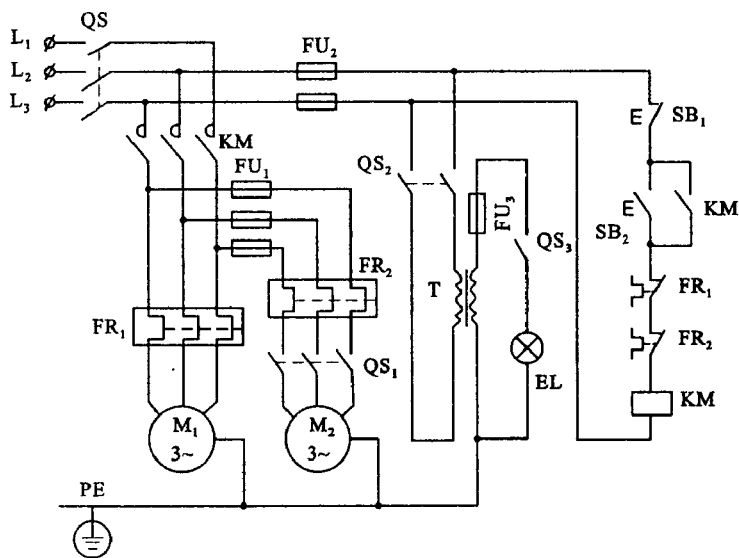 QS
L₁
L₂
L₃
FU₂
KM
FU₁
SB₁
QS₂
FU₃
QS₃
SB₂
KM
FR₂
T
FR₁
FR₁
FR₂
QS₁
EL
KM
M₁
3~
M₂
3~
PE